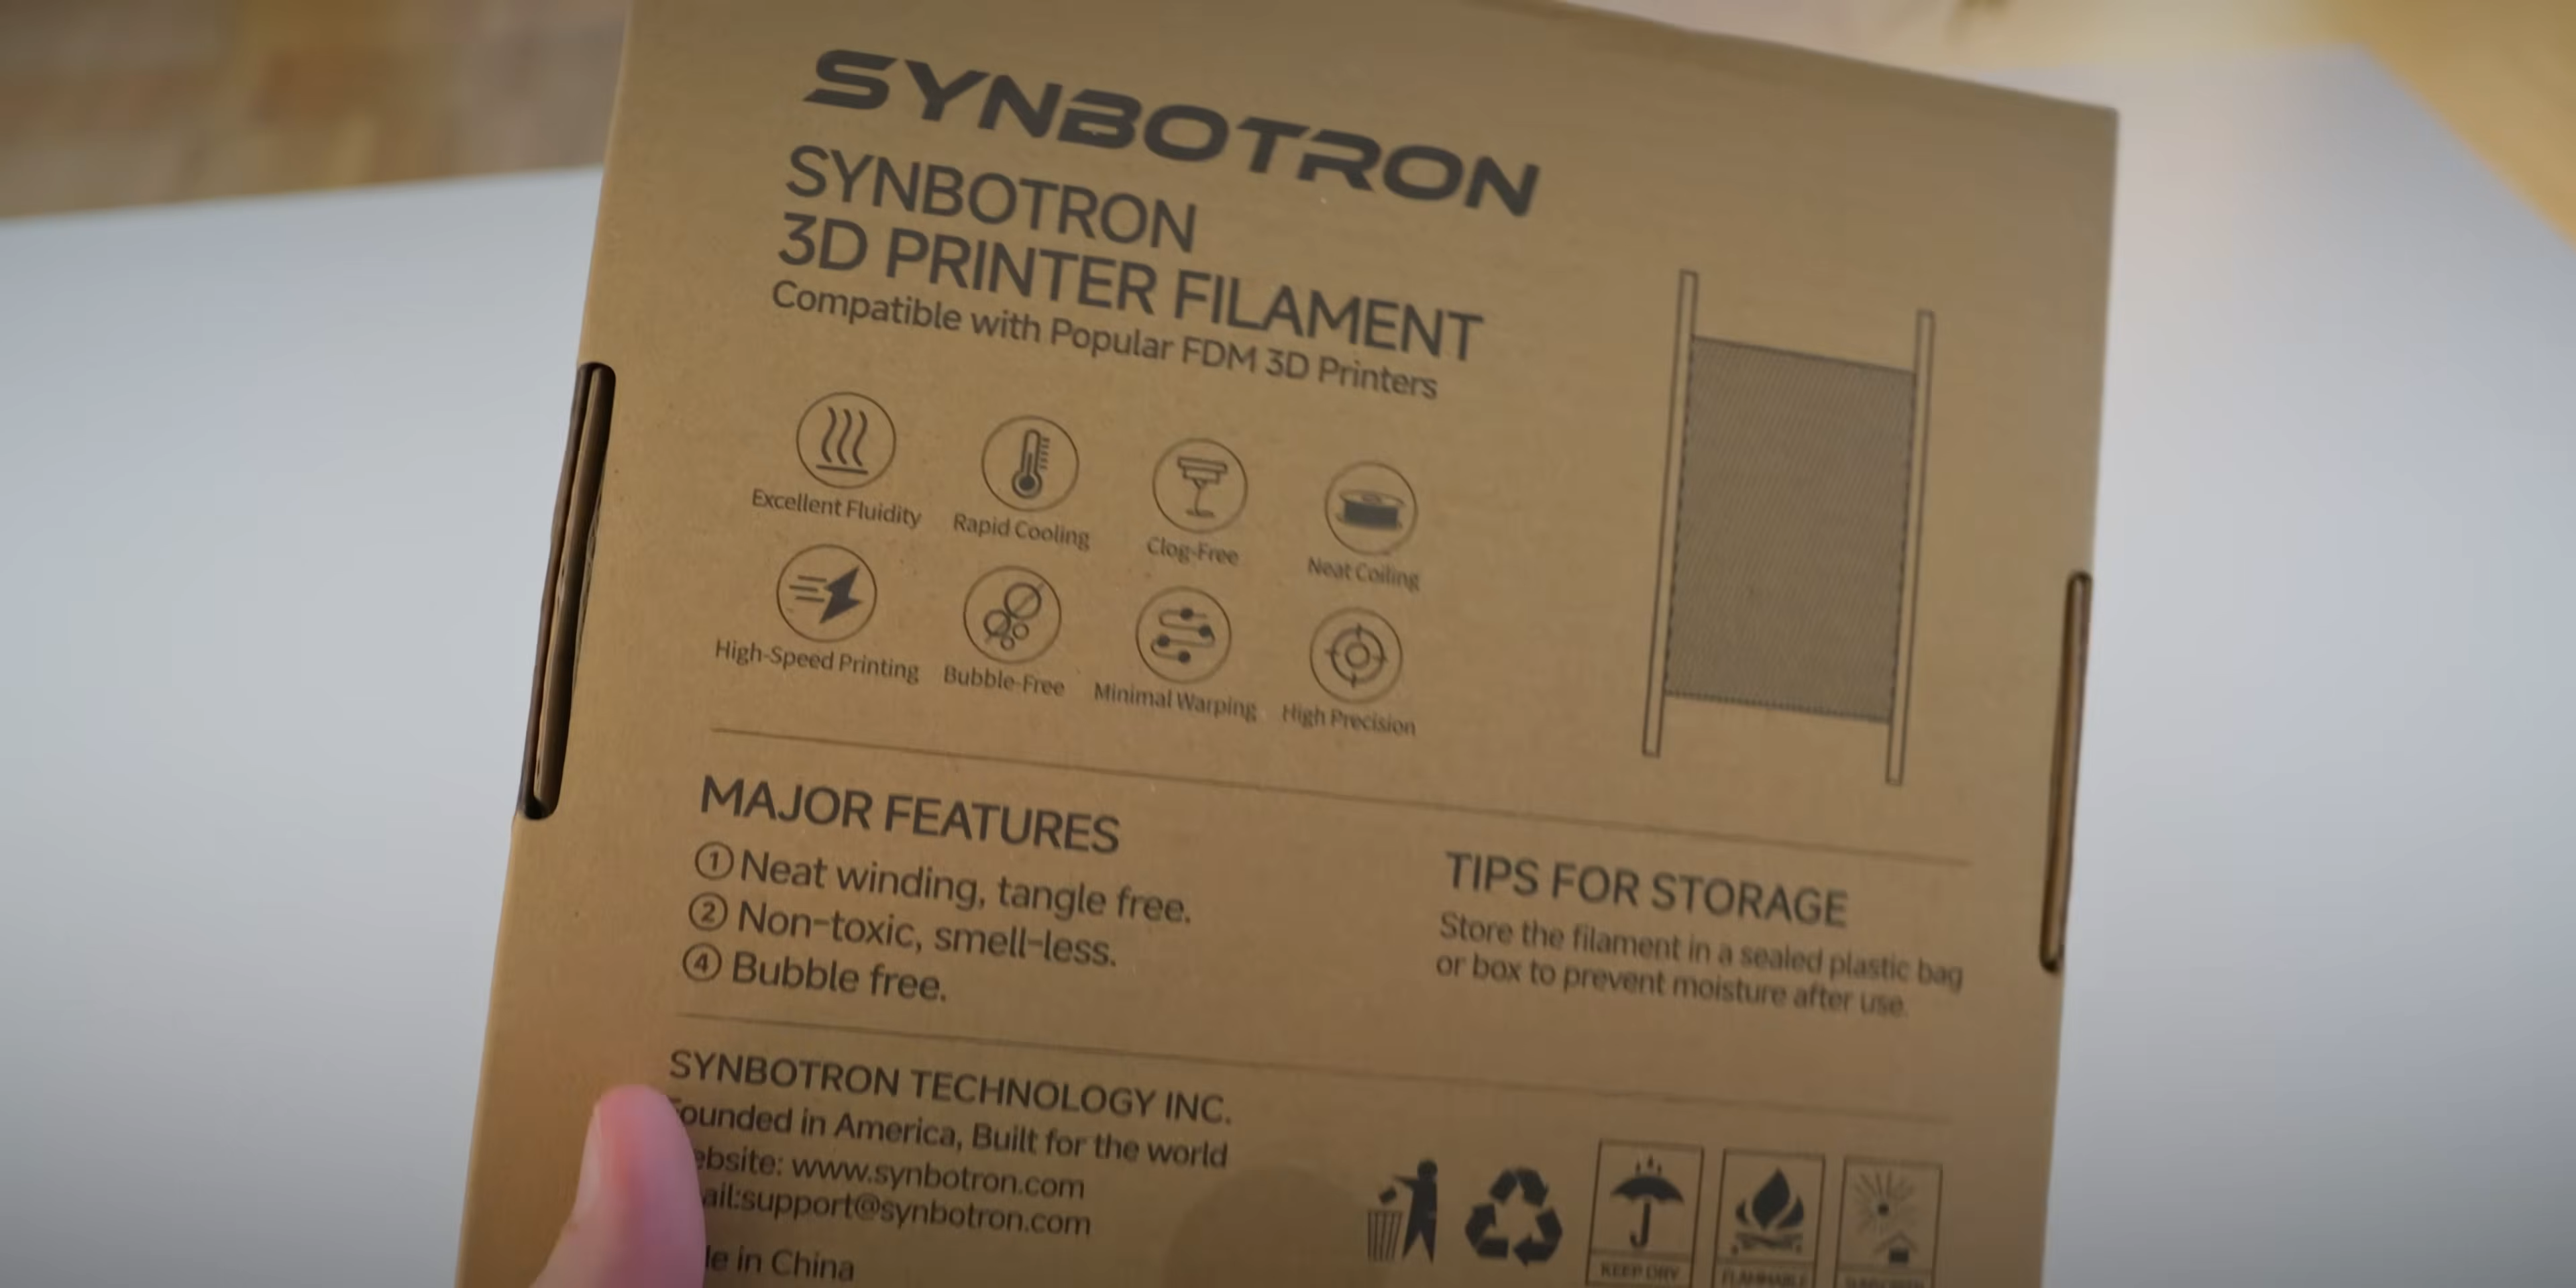 SYNBOTRON
SYNBOTRON
3D PRINTER FILAMENT
Compatible with Popular FDM 3D Printers
Excellent Fluidity
Rapid Cooling
Clog-Free
Neat Coiling
High-Speed Printing
Bubble-Free
Minimal Warping
High Precision
MAJOR FEATURES
① Neat winding, tangle free.
② Non-toxic, smell-less.
④ Bubble free.
TIPS FOR STORAGE
Store the filament in a sealed plastic bag
or box to prevent moisture after use.
SYNBOTRON TECHNOLOGY INC.
ounded in America, Built for the world
ebsite: www.synbotron.com
ail:support@synbotron.com
le in China
KEEP DRY
FLAMMABLE